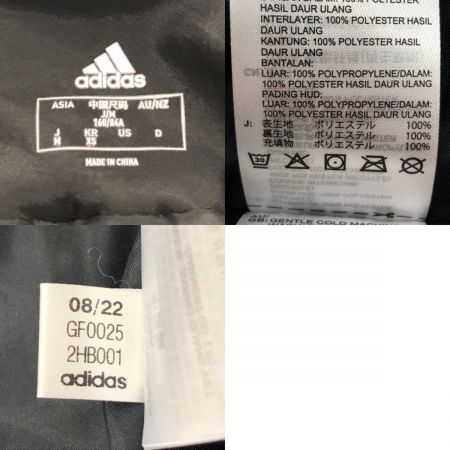 adidas
ASIA 中国尺码 AU/NZ
J/M
160/84A
J KR US D
M XS
MADE IN CHINA
HASIL DAUR ULANG
INTERLAYER: 100% POLYESTER HASIL
DAUR ULANG
KANTUNG: 100% POLYESTER HASIL
DAUR ULANG
BANTALAN:
LUAR: 100% POLYPROPYLENE/DALAM:
100% POLYESTER HASIL DAUR ULANG
PADING HUD:
LUAR: 100% POLYPROPYLENE/DALAM:
100% POLYESTER HASIL DAUR ULANG
J: 表生地 ポリエステル 100%
裏生地 ポリエステル 100%
充填物 ポリエステル 100%
30
AU/
GB: GENTLE COLD MACHINE
08/22
GF0025
2HB001
adidas